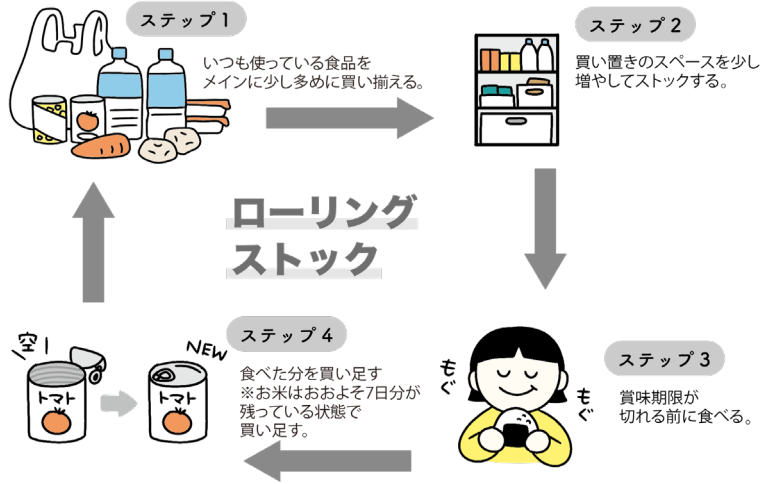 ステップ1
いつも使っている食品を
メインに少し多めに買い揃える。
ステップ2
買い置きのスペースを少し
増やしてストックする。
ローリング
ストック
ステップ3
賞味期限が
切れる前に食べる。
もぐ
もぐ
ステップ4
食べた分を買い足す
※お米はおおよそ7日分が
残っている状態で
買い足す。
空！
トマト
NEW
トマト